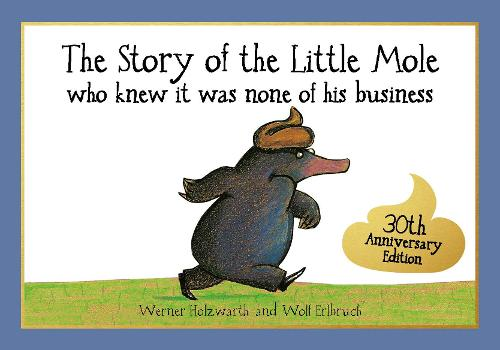 The Story of the Little Mole
who knew it was none of his business
30th
Anniversary
Edition
Werner Holzwarth and Wolf Erlbruch